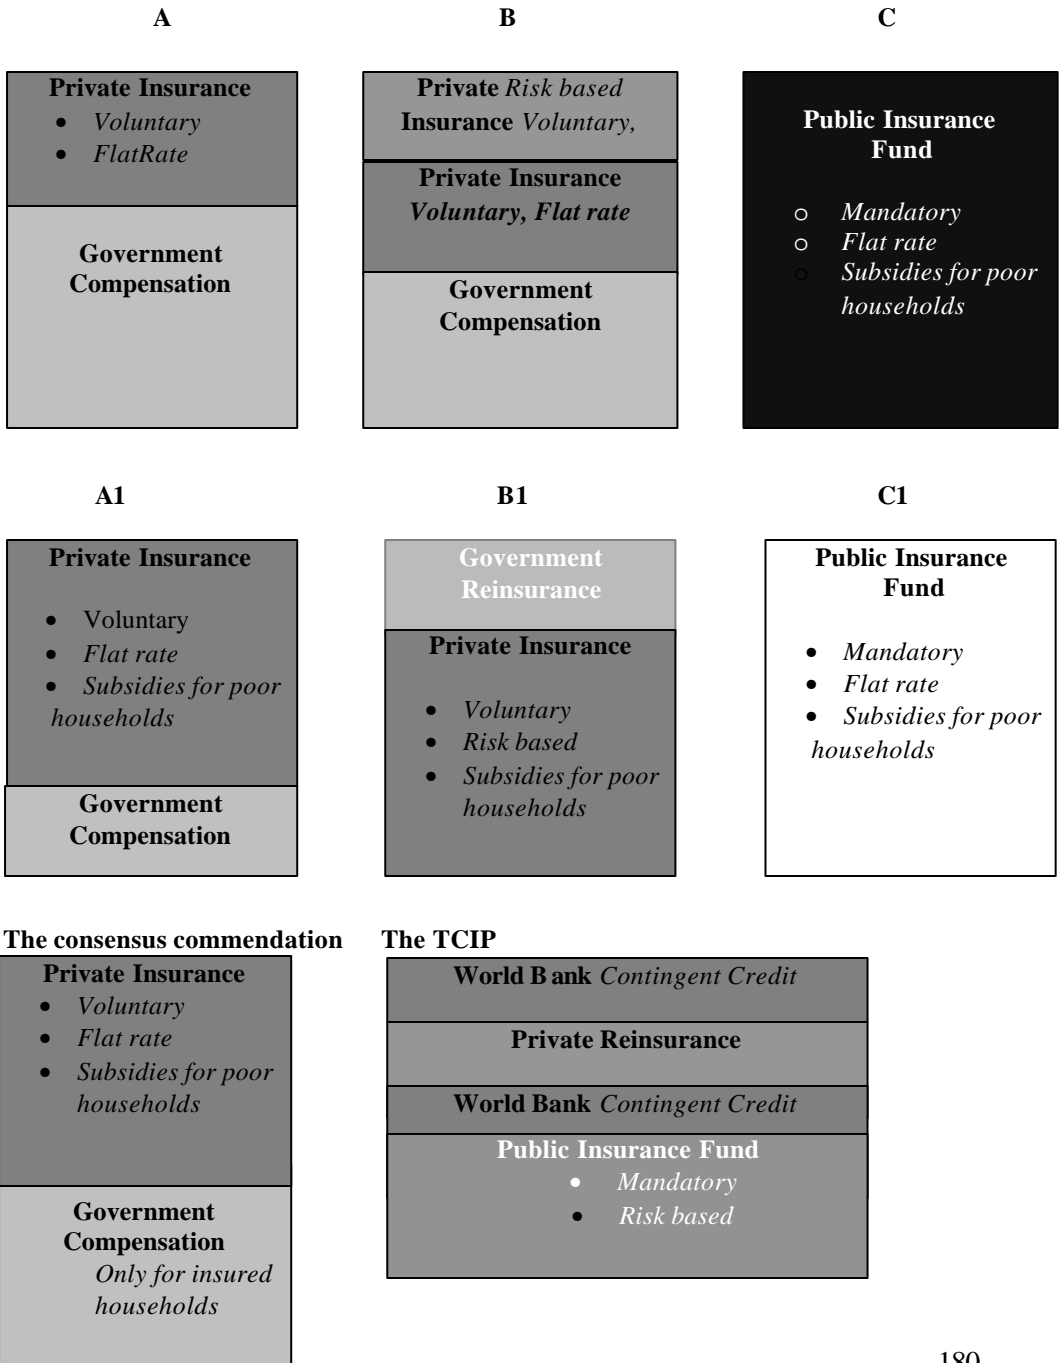 A
Private Insurance
• Voluntary
• FlatRate
Government
Compensation
B
Private Risk based
Insurance Voluntary,
Private Insurance
Voluntary, Flat rate
Government
Compensation
C
Public Insurance
Fund
o Mandatory
o Flat rate
o Subsidies for poor
households
A1
Private Insurance
• Voluntary
• Flat rate
• Subsidies for poor
households
Government
Compensation
B1
Government
Reinsurance
Private Insurance
• Voluntary
• Risk based
• Subsidies for poor
households
C1
Public Insurance
Fund
• Mandatory
• Flat rate
• Subsidies for poor
households
The consensus commendation
Private Insurance
• Voluntary
• Flat rate
• Subsidies for poor
households
Government
Compensation
Only for insured
households
The TCIP
World Bank Contingent Credit
Private Reinsurance
World Bank Contingent Credit
Public Insurance Fund
• Mandatory
• Risk based
180